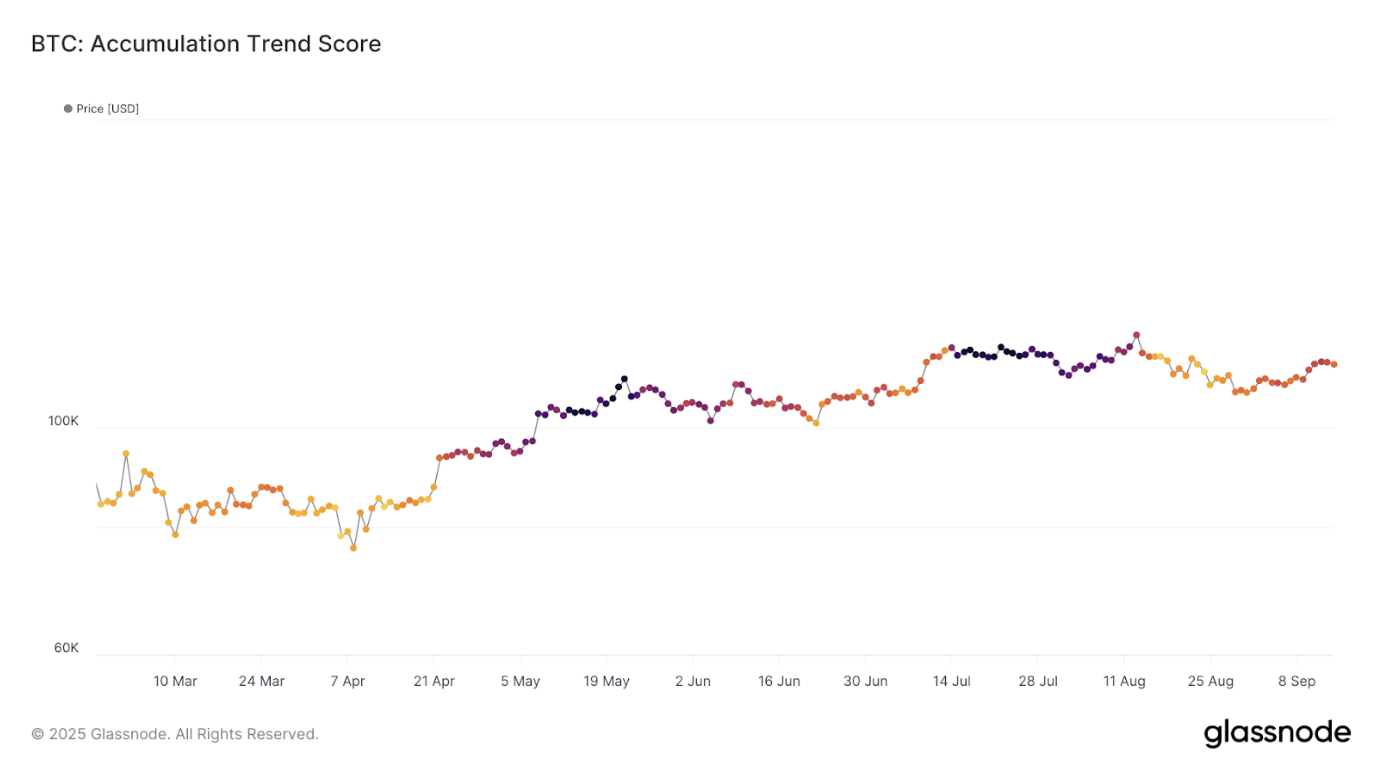 BTC: Accumulation Trend Score
Price [USD]
100K
60K
10 Mar 24 Mar 7 Apr 21 Apr 5 May 19 May 2 Jun 16 Jun 30 Jun 14 Jul 28 Jul 11 Aug 25 Aug 8 Sep
© 2025 Glassnode. All Rights Reserved.
glassnode